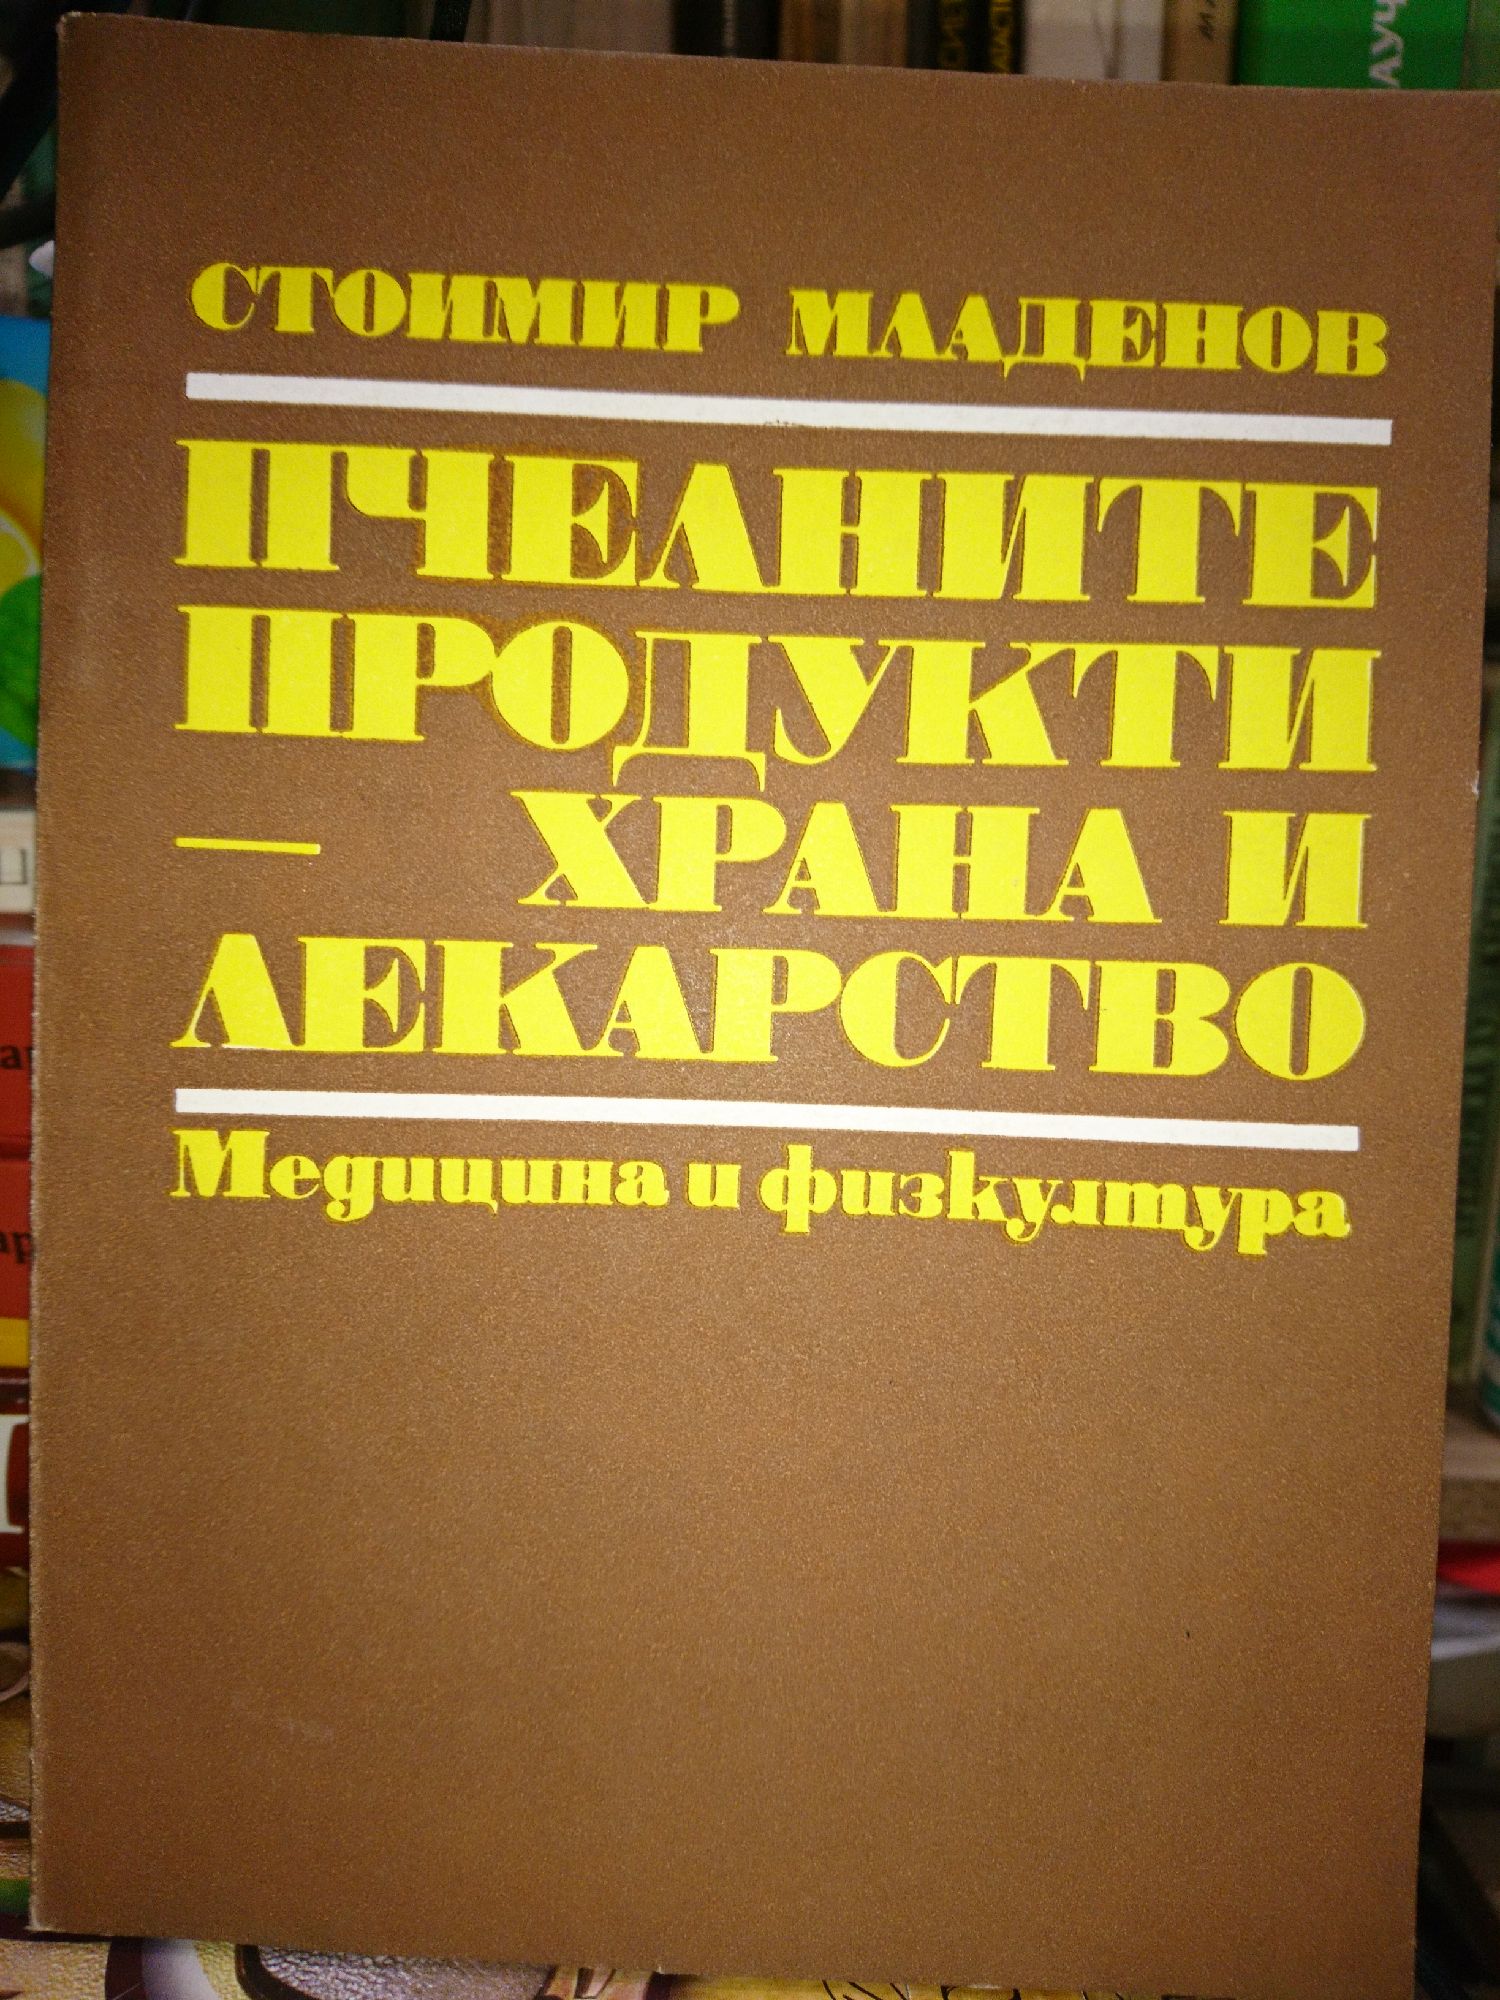 СТОИМИР МЛАДЕНОВ
ПЧЕЛНИТЕ
ПРОДУКТИ
— ХРАНА И
ЛЕКАРСТВО
Медицина и физкултура